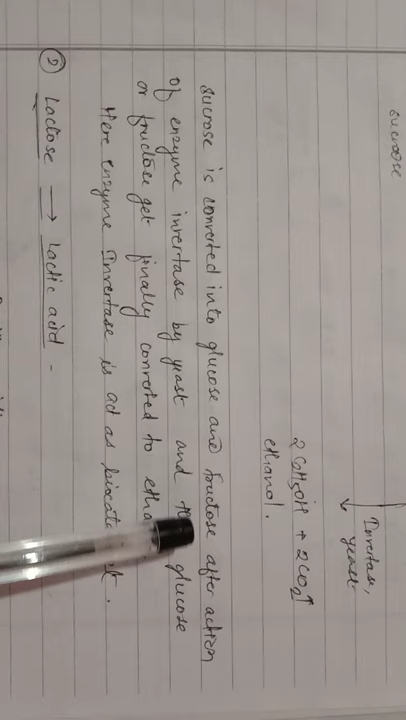 sucrose
Invertase,
yeast
2 C2H5OH + 2CO2↑
ethanol.
sucrose is converted into glucose and fructose after action
of enzyme invertase by yeast and glucose
or fructose get finally converted to
Here enzyme Invertase is act as
② Lactose → lactic acid -